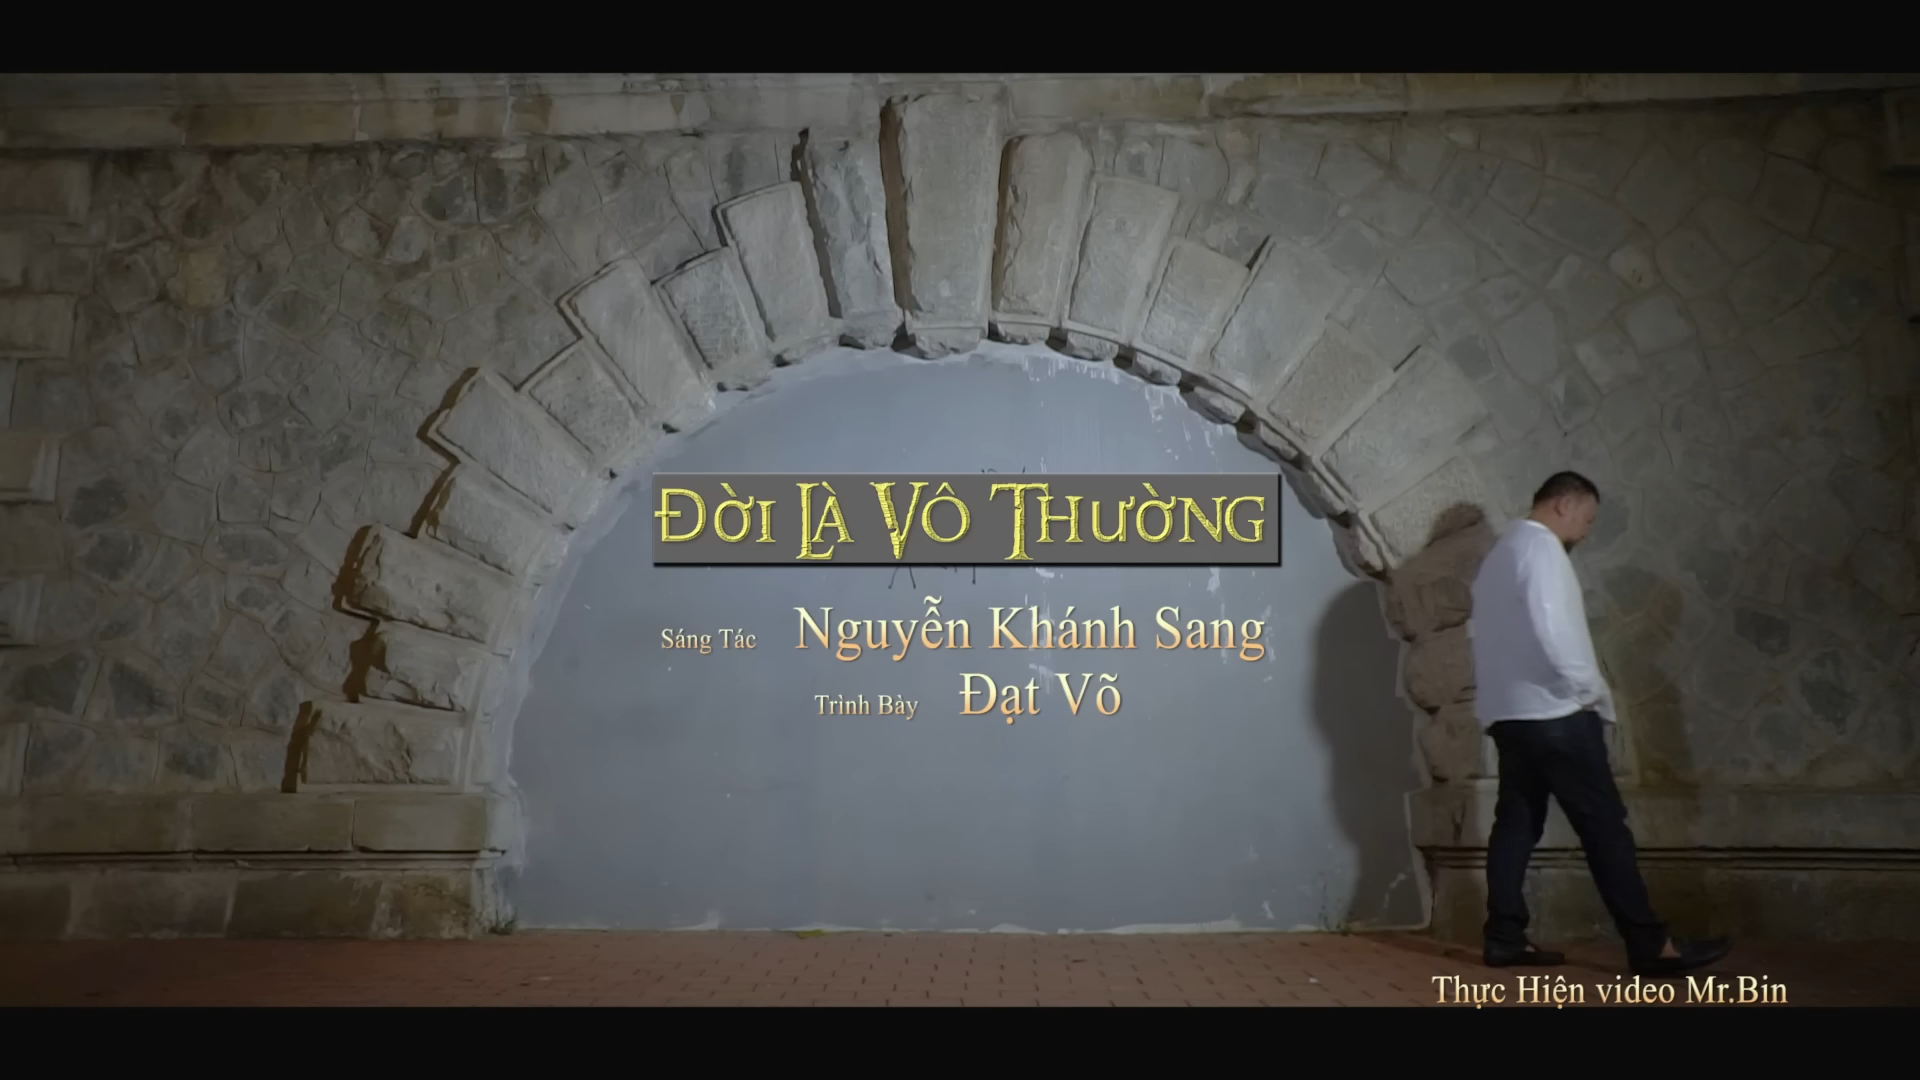 Đời Là Vô Thường
Sáng Tác Nguyễn Khánh Sang
Trình Bày Đạt Võ
Thực Hiện video Mr.Bin